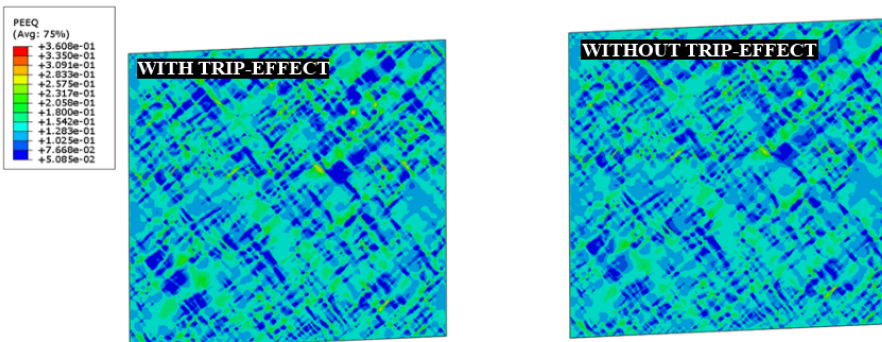 PEEQ
(Avg: 75%)
+3.608e-01
+3.350e-01
+3.091e-01
+2.833e-01
+2.575e-01
+2.317e-01
+2.058e-01
+1.800e-01
+1.542e-01
+1.283e-01
+1.025e-01
+7.668e-02
+5.085e-02
WITH TRIP-EFFECT
WITHOUT TRIP-EFFECT